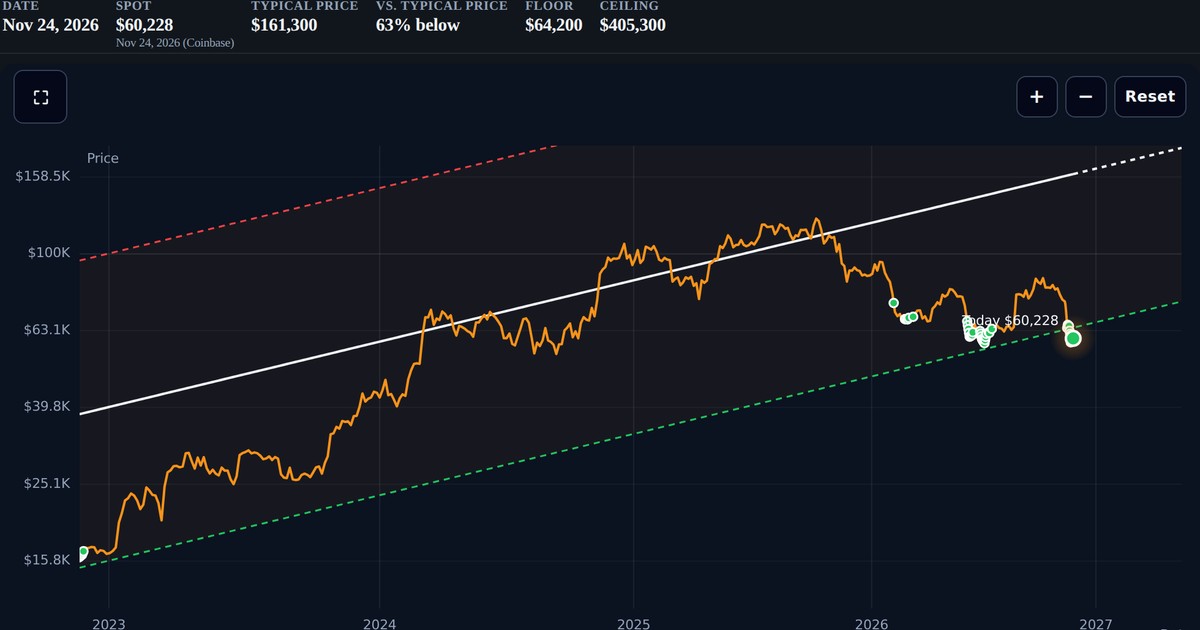 DATE SPOT TYPICAL PRICE VS. TYPICAL PRICE FLOOR CEILING
Nov 24, 2026 $60,228 $161,300 63% below $64,200 $405,300
Nov 24, 2026 (Coinbase)
+ − Reset
Price
$158.5K
$100K
$63.1K
Today $60,228
$39.8K
$25.1K
$15.8K
2023 2024 2025 2026 2027